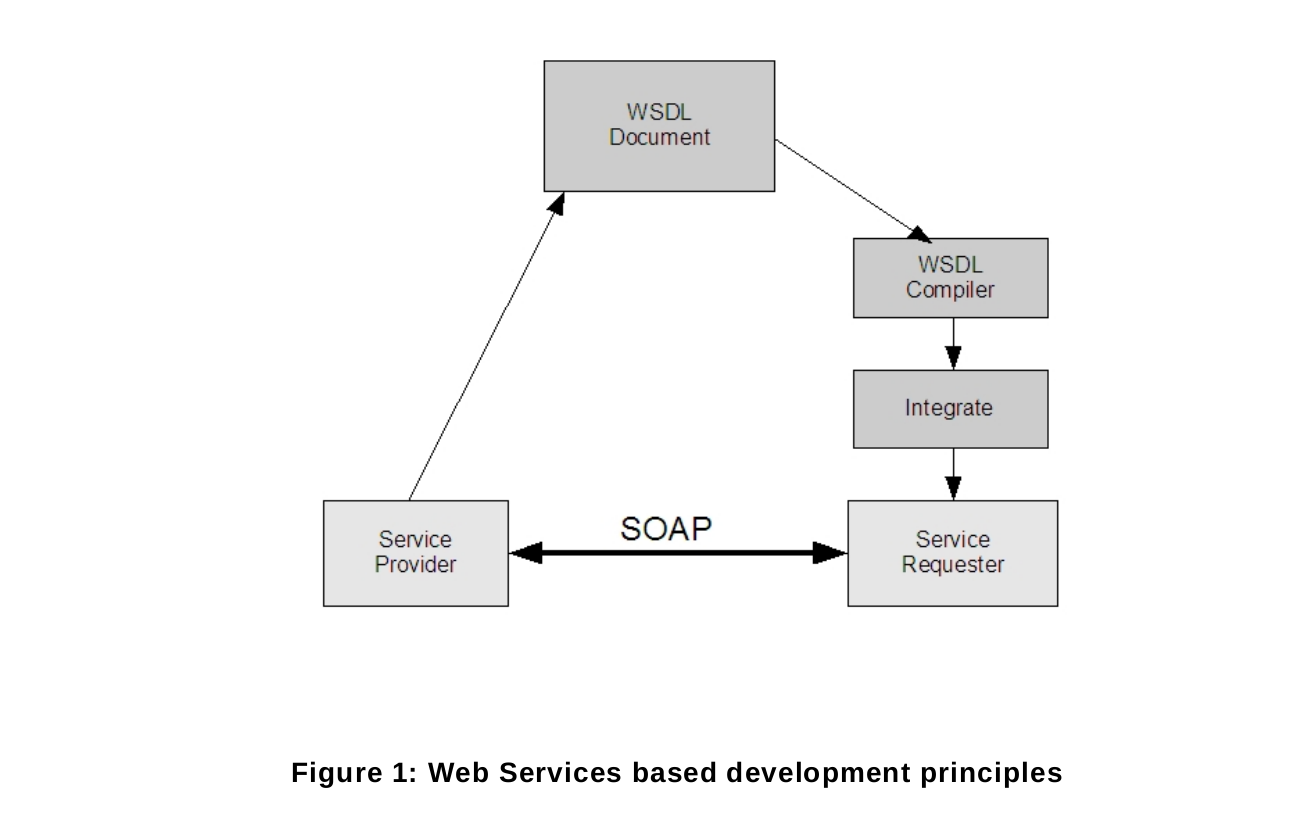 WSDL
Document
WSDL
Compiler
Integrate
SOAP
Service
Provider
Service
Requester
Figure 1: Web Services based development principles